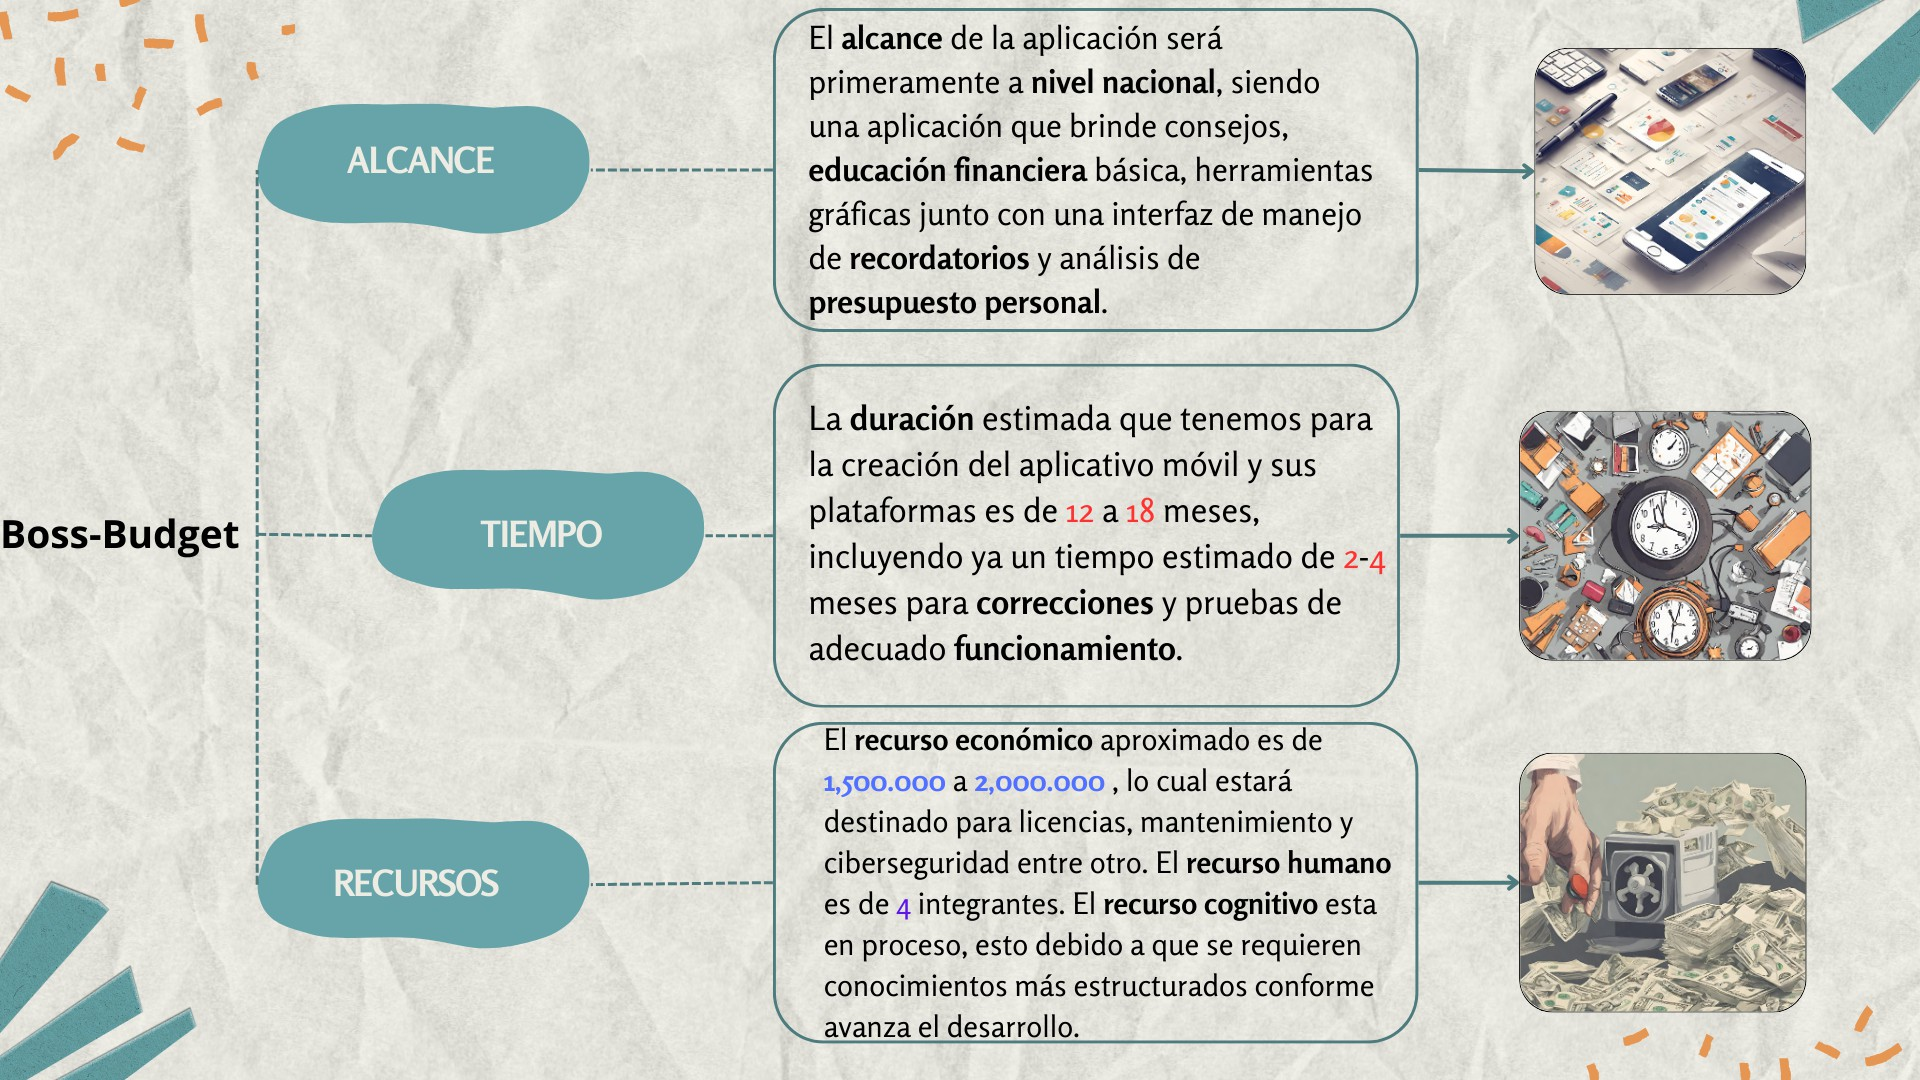 Boss-Budget
ALCANCE
El alcance de la aplicación será
primeramente a nivel nacional, siendo
una aplicación que brinde consejos,
educación financiera básica, herramientas
gráficas junto con una interfaz de manejo
de recordatorios y análisis de
presupuesto personal.
TIEMPO
La duración estimada que tenemos para
la creación del aplicativo móvil y sus
plataformas es de 12 a 18 meses,
incluyendo ya un tiempo estimado de 2-4
meses para correcciones y pruebas de
adecuado funcionamiento.
RECURSOS
El recurso económico aproximado es de
1,500.000 a 2,000.000 , lo cual estará
destinado para licencias, mantenimiento y
ciberseguridad entre otro. El recurso humano
es de 4 integrantes. El recurso cognitivo esta
en proceso, esto debido a que se requieren
conocimientos más estructurados conforme
avanza el desarrollo.